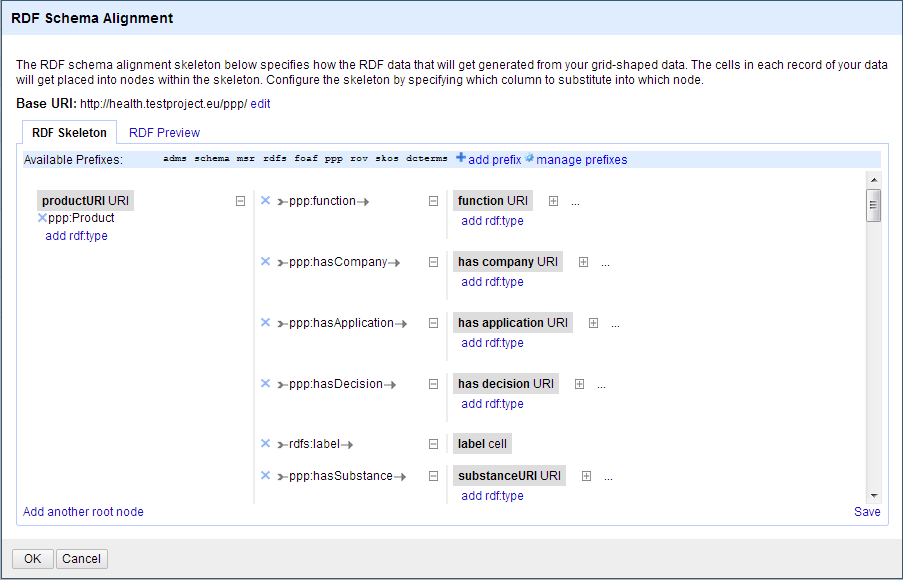 RDF Schema Alignment
The RDF schema alignment skeleton below specifies how the RDF data that will get generated from your grid-shaped data. The cells in each record of your data
will get placed into nodes within the skeleton. Configure the skeleton by specifying which column to substitute into which node.
Base URI: http://health.testproject.eu/ppp/ edit
RDF Skeleton RDF Preview
Available Prefixes: adms schema msr rdfs foaf ppp rov skos dcterms add prefix manage prefixes
productURI URI ppp:function function URI ...
ppp:Product add rdf:type
add rdf:type
ppp:hasCompany has company URI ...
add rdf:type
ppp:hasApplication has application URI ...
add rdf:type
ppp:hasDecision has decision URI ...
add rdf:type
rdfs:label label cell
ppp:hasSubstance substanceURI URI ...
add rdf:type
Add another root node Save
OK Cancel